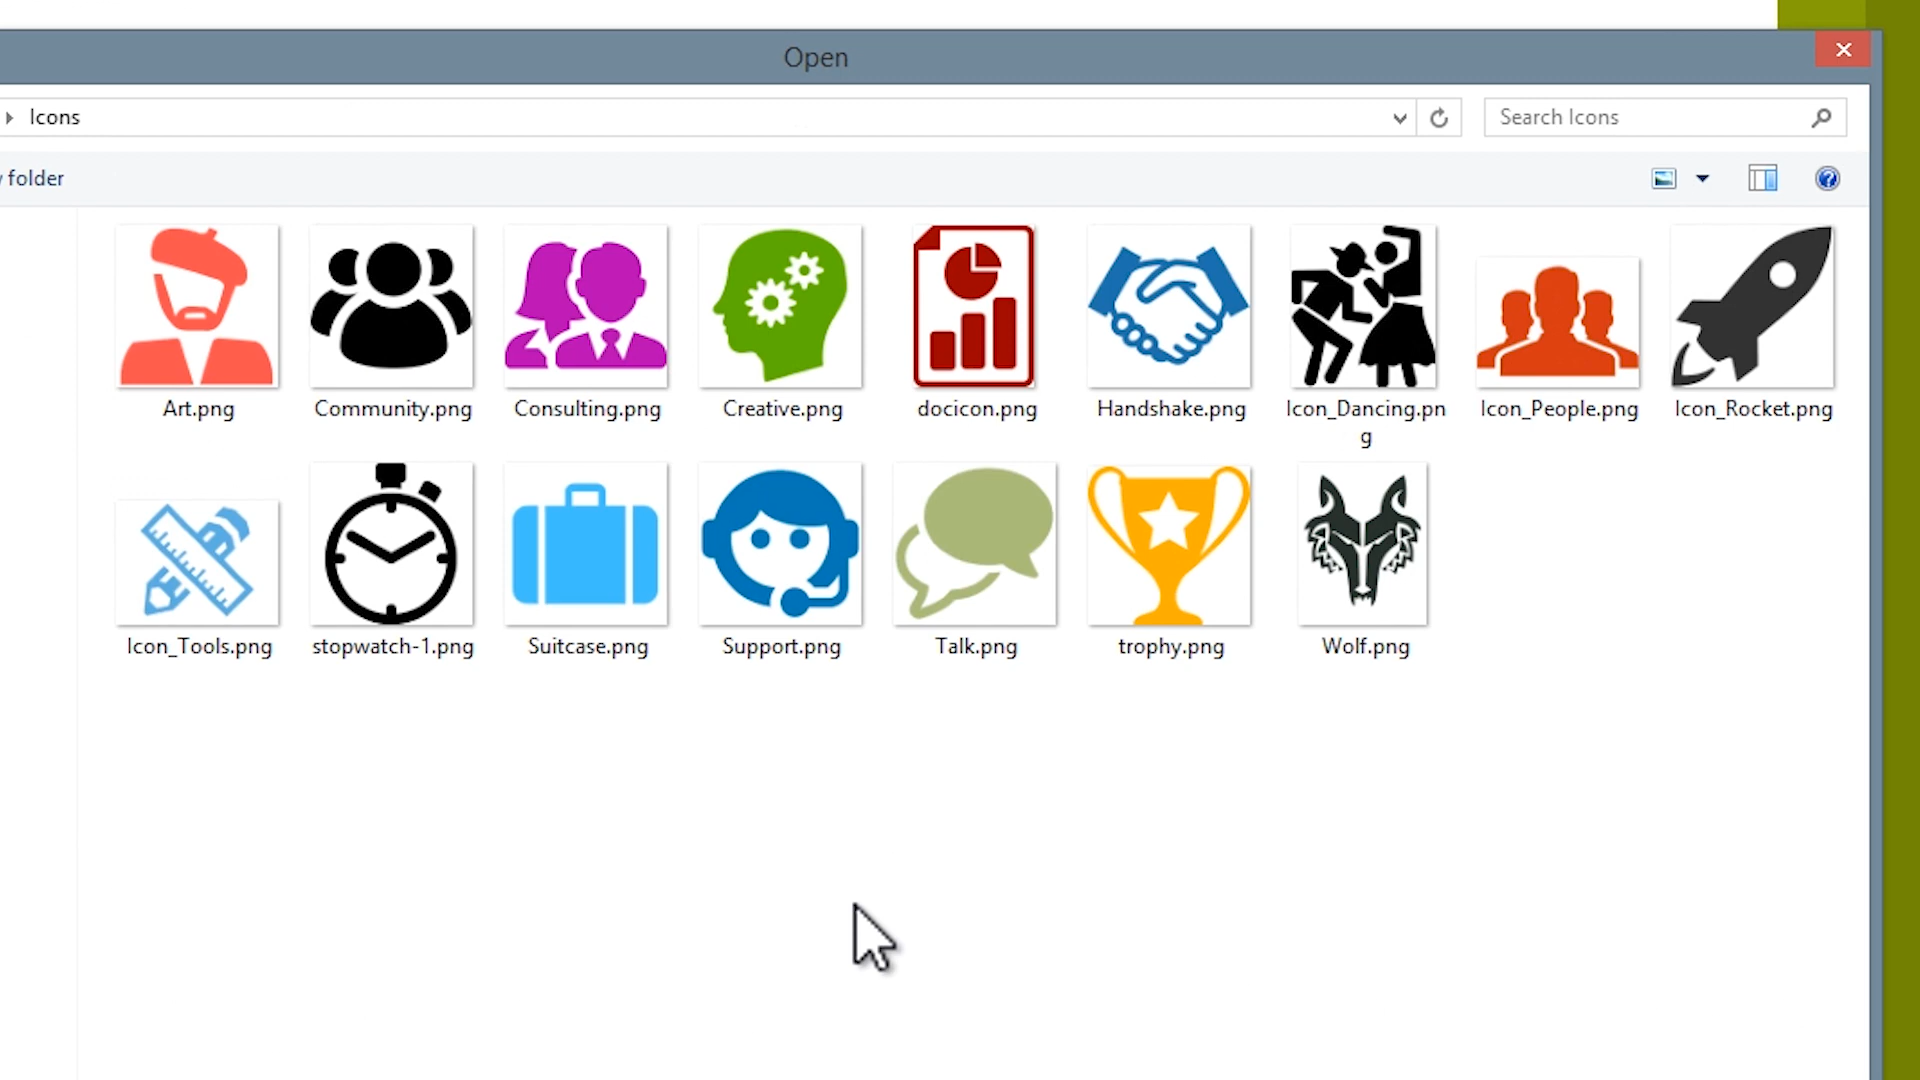 Open
Icons
Search Icons
folder
Art.png
Community.png
Consulting.png
Creative.png
docicon.png
Handshake.png
Icon_Dancing.pn
g
Icon_People.png
Icon_Rocket.png
Icon_Tools.png
stopwatch-1.png
Suitcase.png
Support.png
Talk.png
trophy.png
Wolf.png